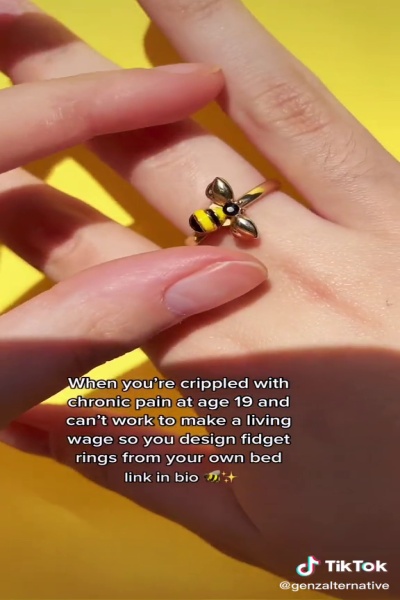 When you're crippled with
chronic pain at age 19 and
can't work to make a living
wage so you design fidget
rings from your own bed
link in bio 🐝✨
TikTok
@genzalternative